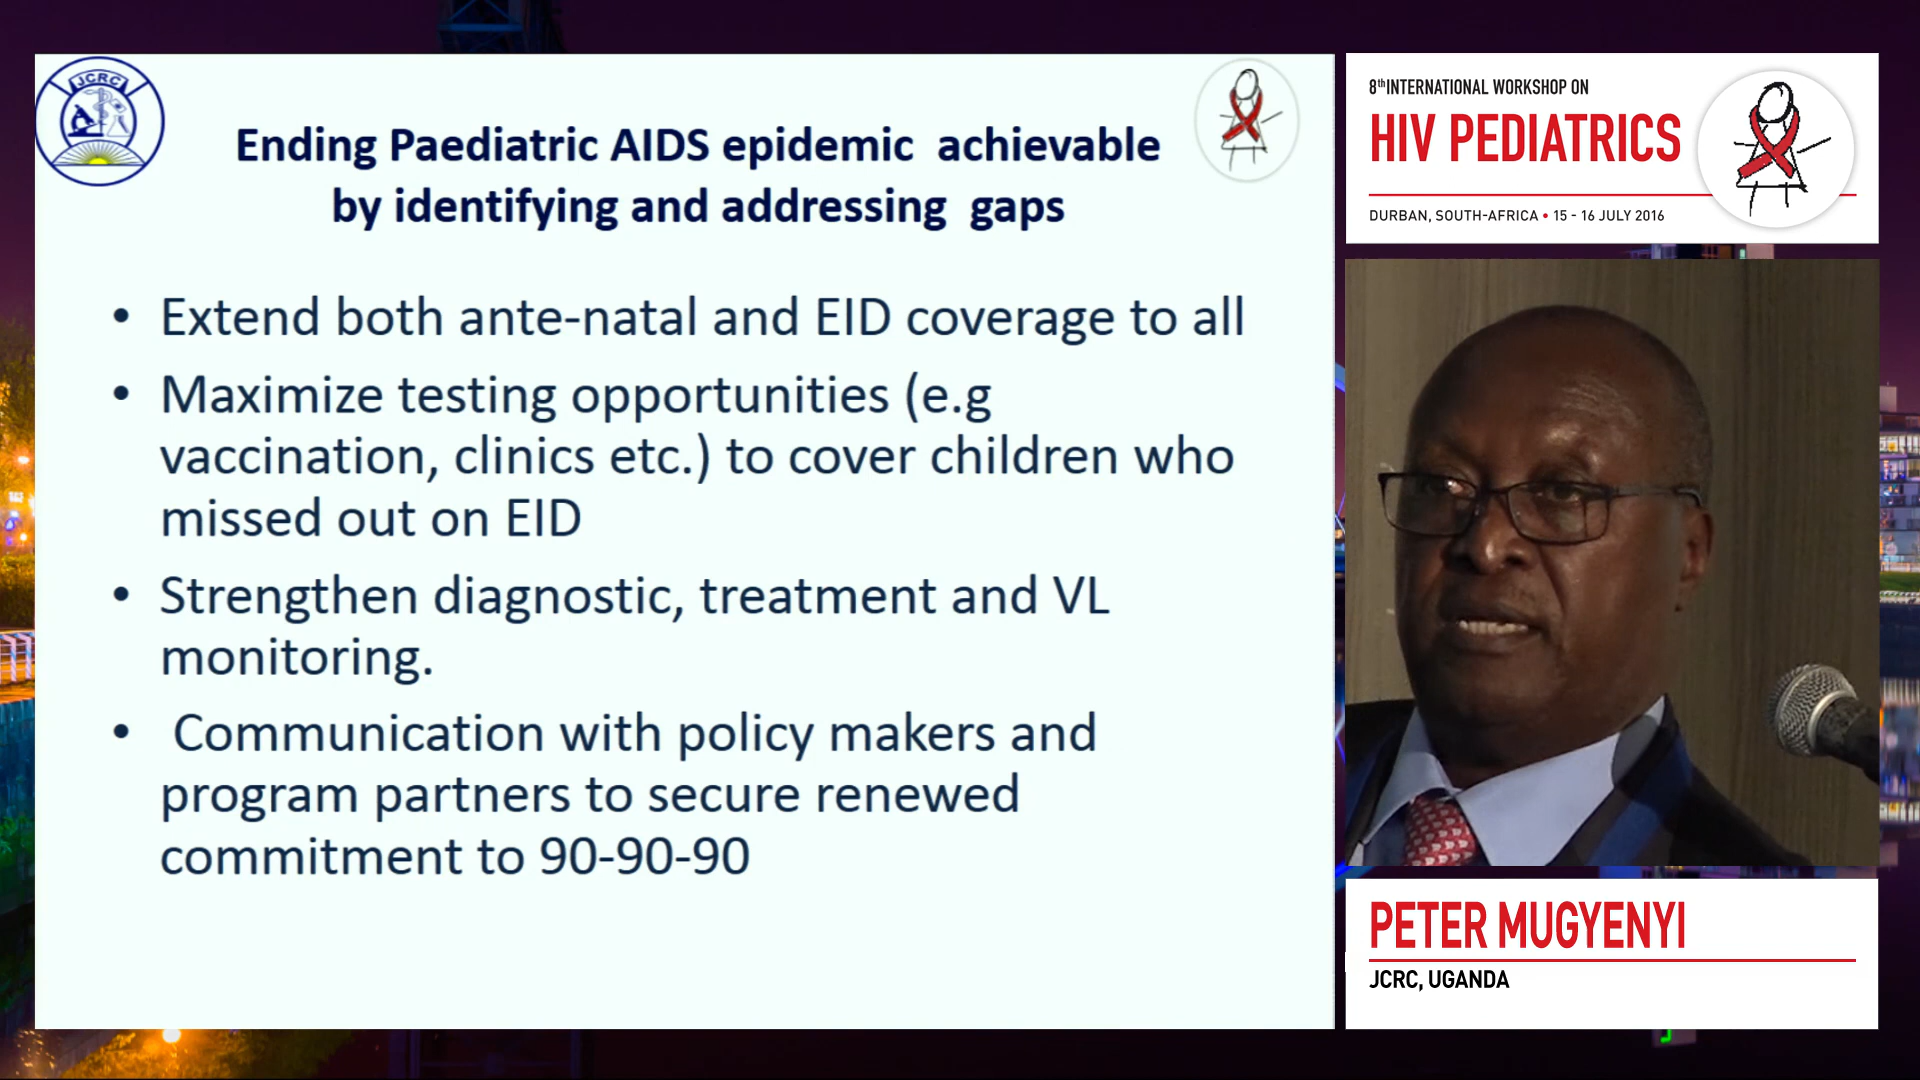 JCRC
Ending Paediatric AIDS epidemic achievable
by identifying and addressing gaps
• Extend both ante-natal and EID coverage to all
• Maximize testing opportunities (e.g
vaccination, clinics etc.) to cover children who
missed out on EID
• Strengthen diagnostic, treatment and VL
monitoring.
• Communication with policy makers and
program partners to secure renewed
commitment to 90-90-90
8th INTERNATIONAL WORKSHOP ON
HIV PEDIATRICS
DURBAN, SOUTH-AFRICA • 15 - 16 JULY 2016
PETER MUGYENYI
JCRC, UGANDA